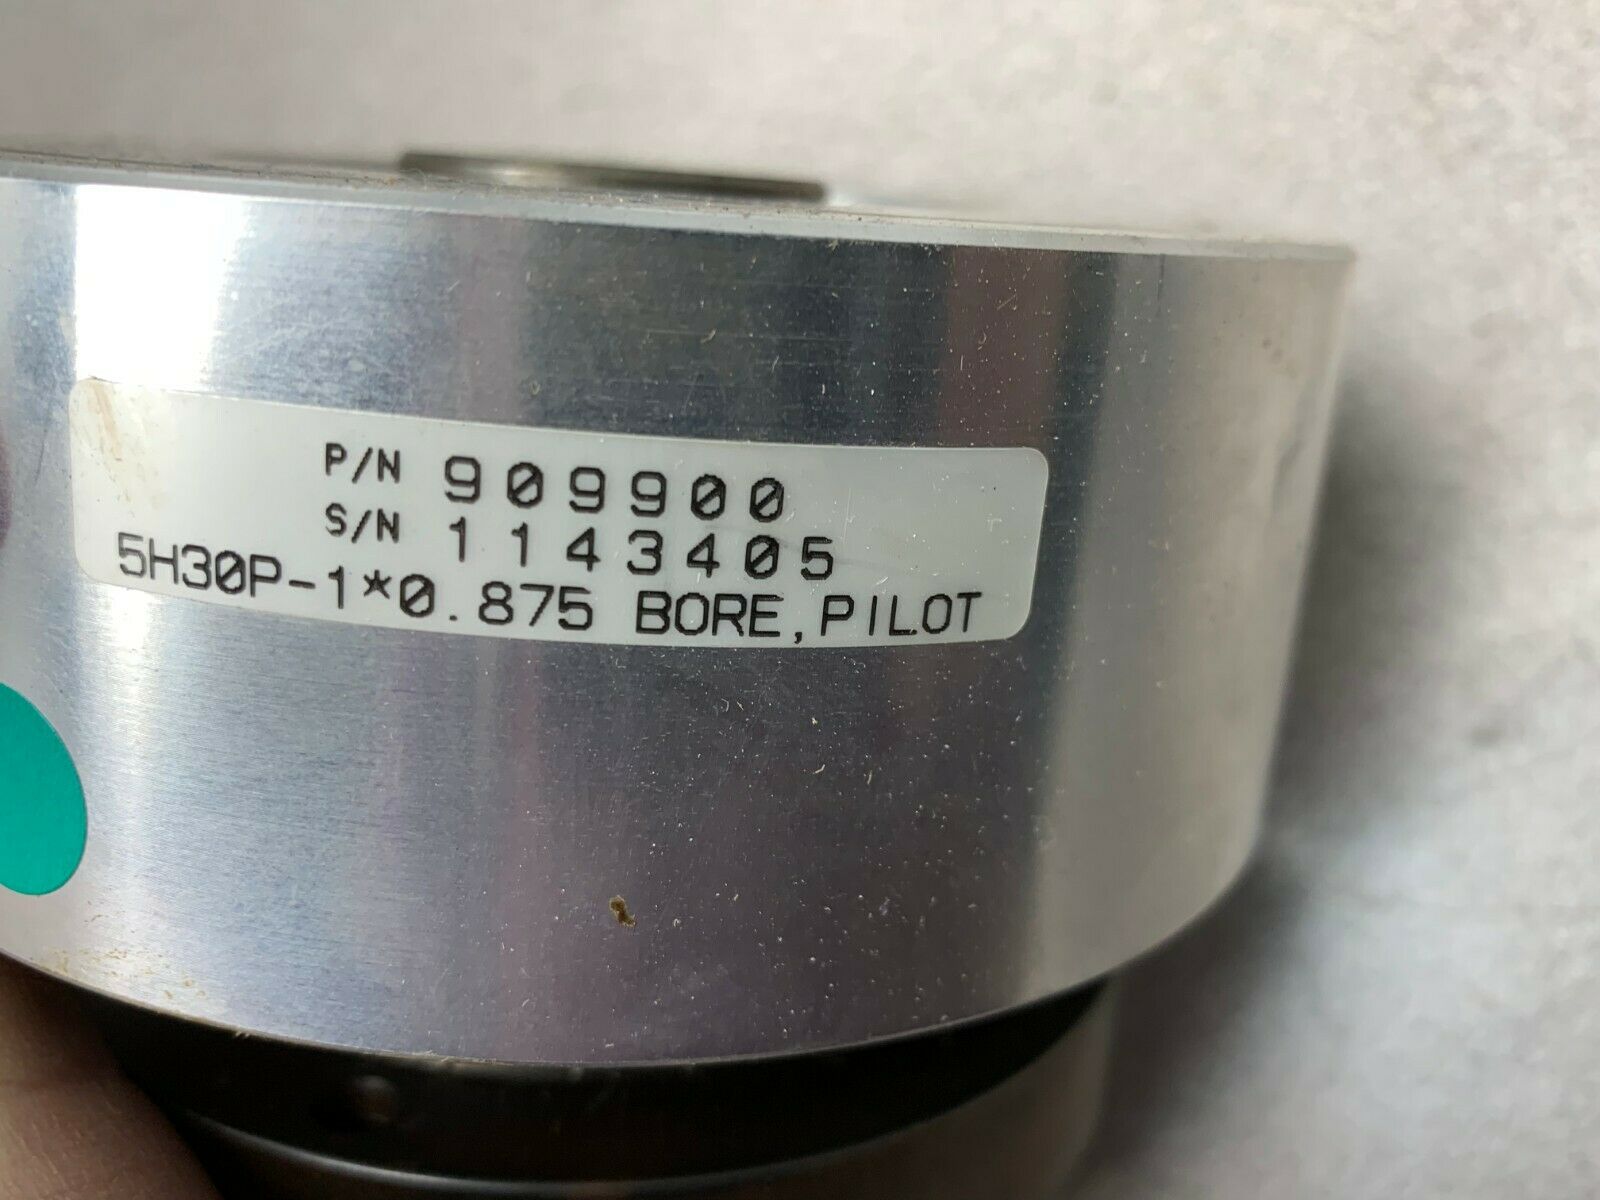 P/N 909900
S/N 1143405
5H30P-1*0.875 BORE, PILOT